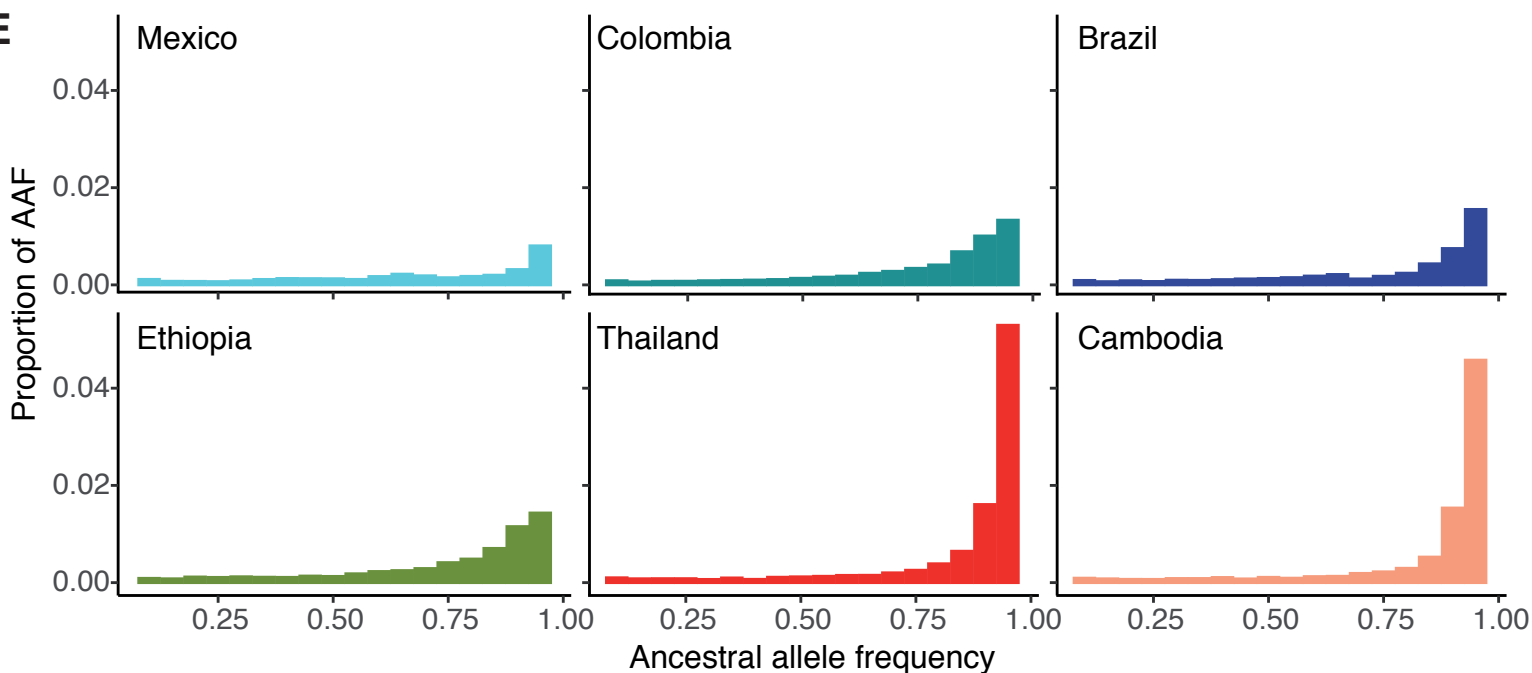 E
Mexico
Colombia
Brazil
0.04
0.02
0.00
Proportion of AAF
Ethiopia
Thailand
Cambodia
0.04
0.02
0.00
0.25 0.50 0.75 1.00 0.25 0.50 0.75 1.00 0.25 0.50 0.75 1.00
Ancestral allele frequency